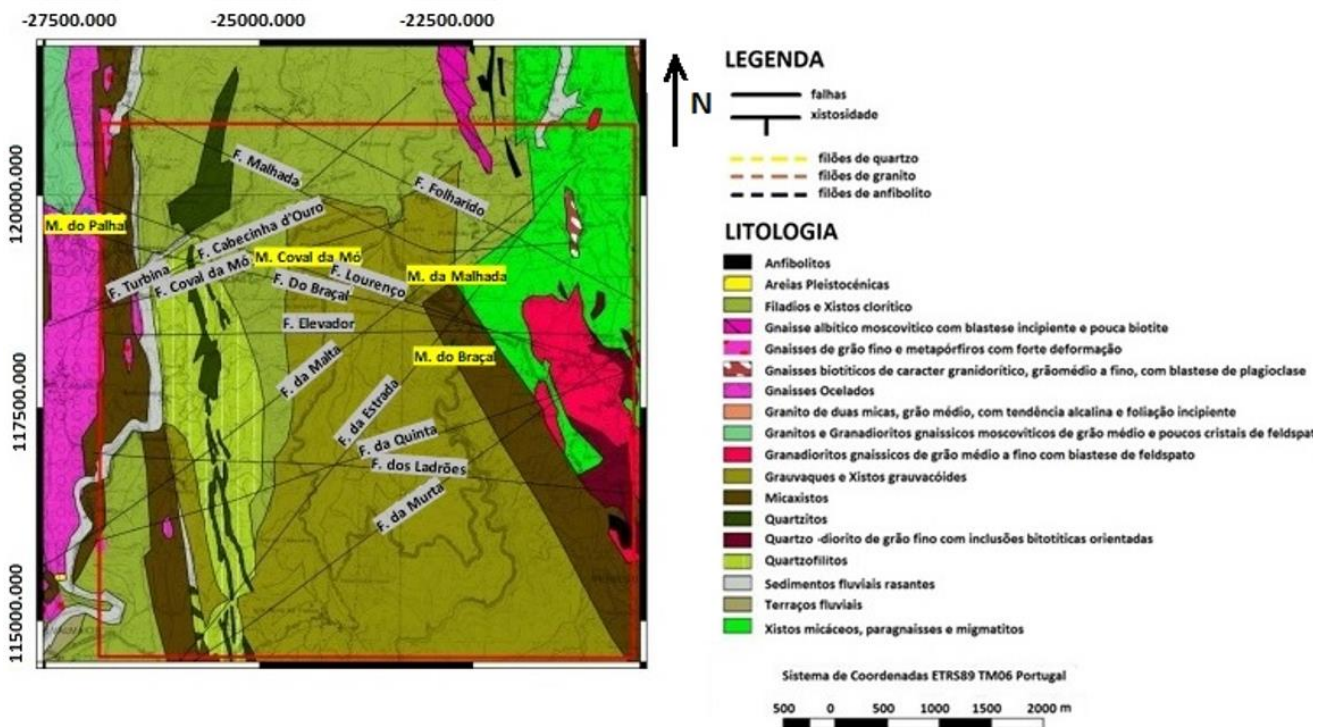 -27500.000 -25000.000 -22500.000
120000.000
117500.000
115000.000
N
F. Malhada
F. Folharido
M. do Palhal
F. Cabecinha d'Ouro
M. Coval da Mó
F. Turbina
F. Coval da Mó
F. Lourenço
M. da Malhada
F. Do Braçal
F. Elevador
M. do Braçal
F. da Malta
F. da Estrada
F. da Quinta
F. dos Ladrões
F. da Murta
LEGENDA
falhas
xistosidade
filões de quartzo
filões de granito
filões de anfibolito
LITOLOGIA
Anfibolitos
Areias Pleistocénicas
Filadios e Xistos clorítico
Gnaisse albítico moscovitico com blastese incipiente e pouca biotite
Gnaisses de grão fino e metapórfiros com forte deformação
Gnaisses biotíticos de caracter granidorítico, grãomédio a fino, com blastese de plagioclase
Gnaisses Ocelados
Granito de duas micas, grão médio, com tendência alcalina e foliação incipiente
Granitos e Granadioritos gnaissicos moscovíticos de grão médio e poucos cristais de feldspat
Granadioritos gnaissicos de grão médio a fino com biastese de feldspato
Grauvaques e Xistos grauvacóides
Micaxistos
Quartzitos
Quartzo -diorito de grão fino com inclusões bitotíticas orientadas
Quartzofilitos
Sedimentos fluviais rasantes
Terraços fluviais
Xistos micáceos, paragnaisses e migmatitos
Sistema de Coordenadas ETRS89 TM06 Portugal
500 0 500 1000 1500 2000 m